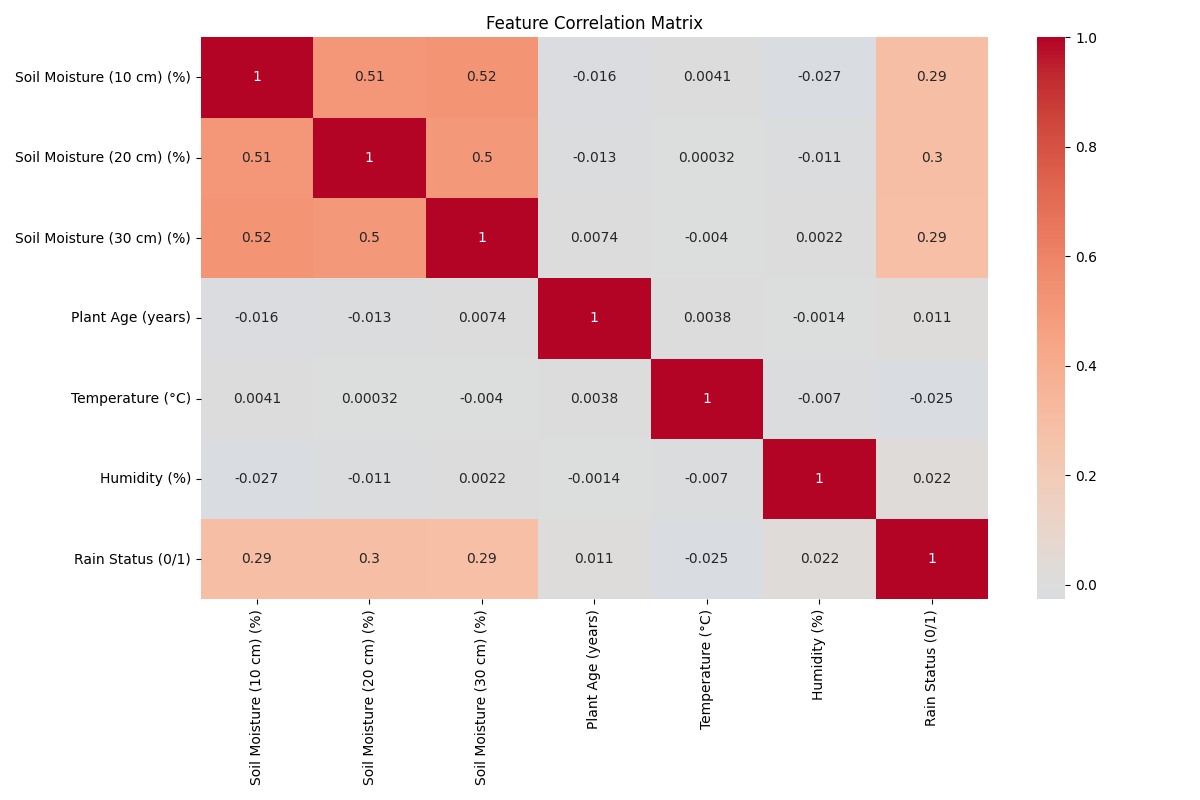 Feature Correlation Matrix
Soil Moisture (10 cm) (%) 1 0.51 0.52 -0.016 0.0041 -0.027 0.29
Soil Moisture (20 cm) (%) 0.51 1 0.5 -0.013 0.00032 -0.011 0.3
Soil Moisture (30 cm) (%) 0.52 0.5 1 0.0074 -0.004 0.0022 0.29
Plant Age (years) -0.016 -0.013 0.0074 1 0.0038 -0.0014 0.011
Temperature (°C) 0.0041 0.00032 -0.004 0.0038 1 -0.007 -0.025
Humidity (%) -0.027 -0.011 0.0022 -0.0014 -0.007 1 0.022
Rain Status (0/1) 0.29 0.3 0.29 0.011 -0.025 0.022 1
Soil Moisture (10 cm) (%)
Soil Moisture (20 cm) (%)
Soil Moisture (30 cm) (%)
Plant Age (years)
Temperature (°C)
Humidity (%)
Rain Status (0/1)
1.0
0.8
0.6
0.4
0.2
0.0